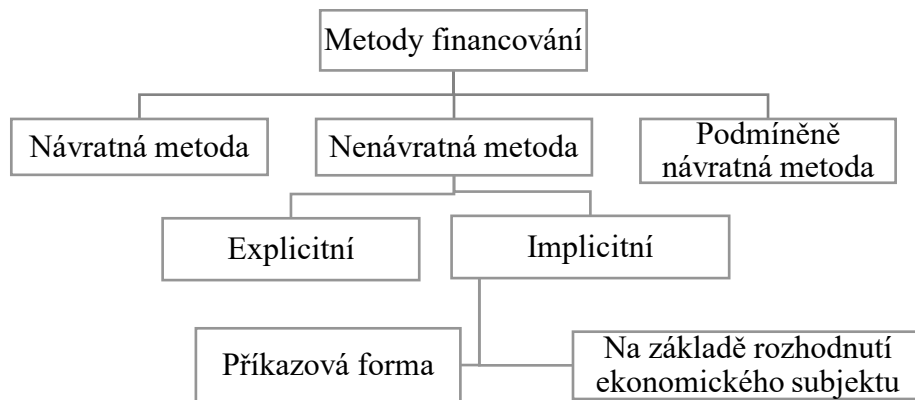 Metody financování
Návratná metoda
Nenávratná metoda
Podmíněně
návratná metoda
Explicitní
Implicitní
Příkazová forma
Na základě rozhodnutí
ekonomického subjektu